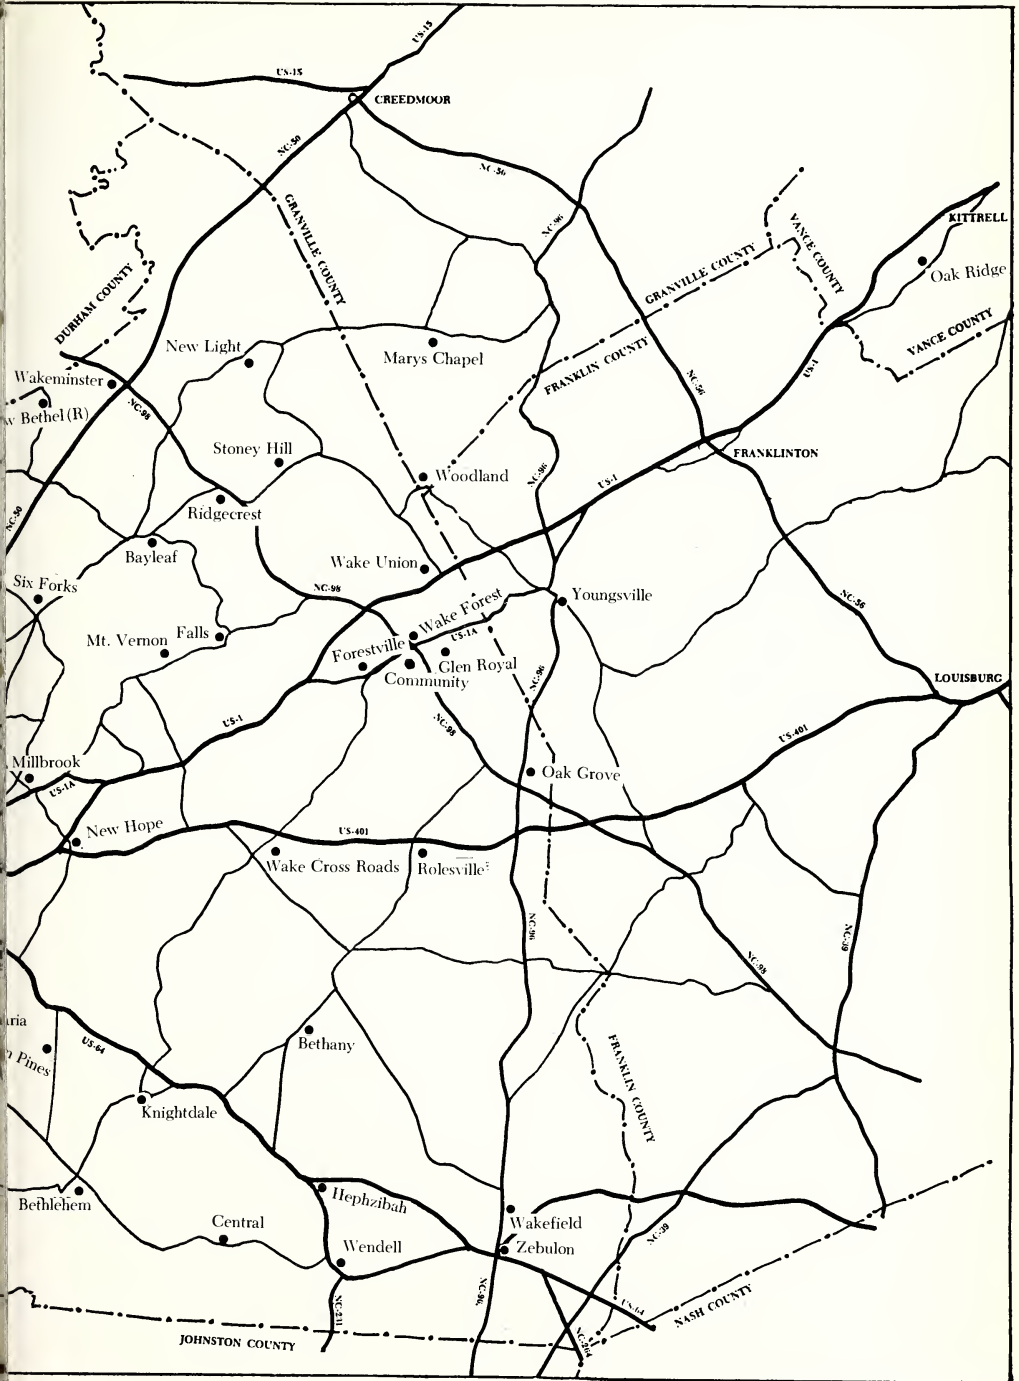 US-15
US-15
CREEDMOOR
NC-50
NC-56
NC-96
GRANVILLE COUNTY
VANCE COUNTY
KITTRELL
GRANVILLE COUNTY
Oak Ridge
DURHAM COUNTY
VANCE COUNTY
New Light
Marys Chapel
FRANKLIN COUNTY
US-1
Wakeminster
NC-98
NC-56
w Bethel (R)
Stoney Hill
FRANKLINTON
Woodland
NC-96
US-1
NC-50
Ridgecrest
Bayleaf
Wake Union
Six Forks
NC-98
Wake Forest
Youngsville
NC-56
Mt. Vernon
Falls
US-1A
Forestville
Glen Royal
Community
NC-96
LOUISBURG
US-1
NC-98
US-401
Millbrook
US-1A
Oak Grove
New Hope
US-401
Wake Cross Roads
Rolesville
NC-96
NC-39
NC-98
ria
US-64
Bethany
n Pines
FRANKLIN COUNTY
Knightdale
Bethlehem
Hephzibah
Central
Wakefield
Wendell
Zebulon
NC-39
NC-231
NC-96
US-64
NASH COUNTY
JOHNSTON COUNTY
NC-264